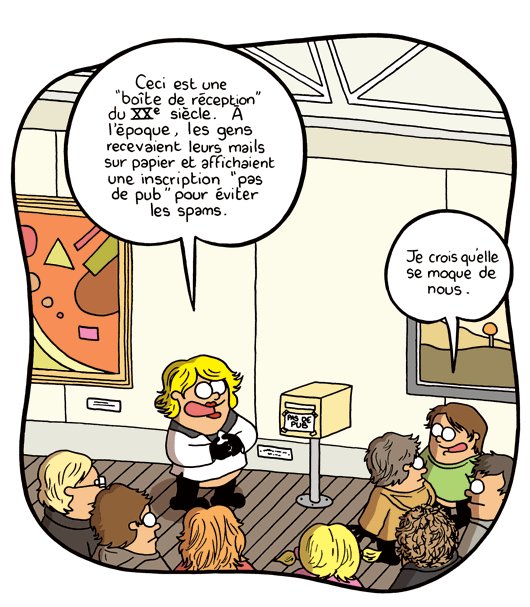 Ceci est une
"boîte de réception"
du XXe siècle. À
l'époque, les gens
recevaient leurs mails
sur papier et affichaient
une inscription "pas
de pub" pour éviter
les spams.
Je crois qu'elle
se moque de
nous.
PAS DE
PUB